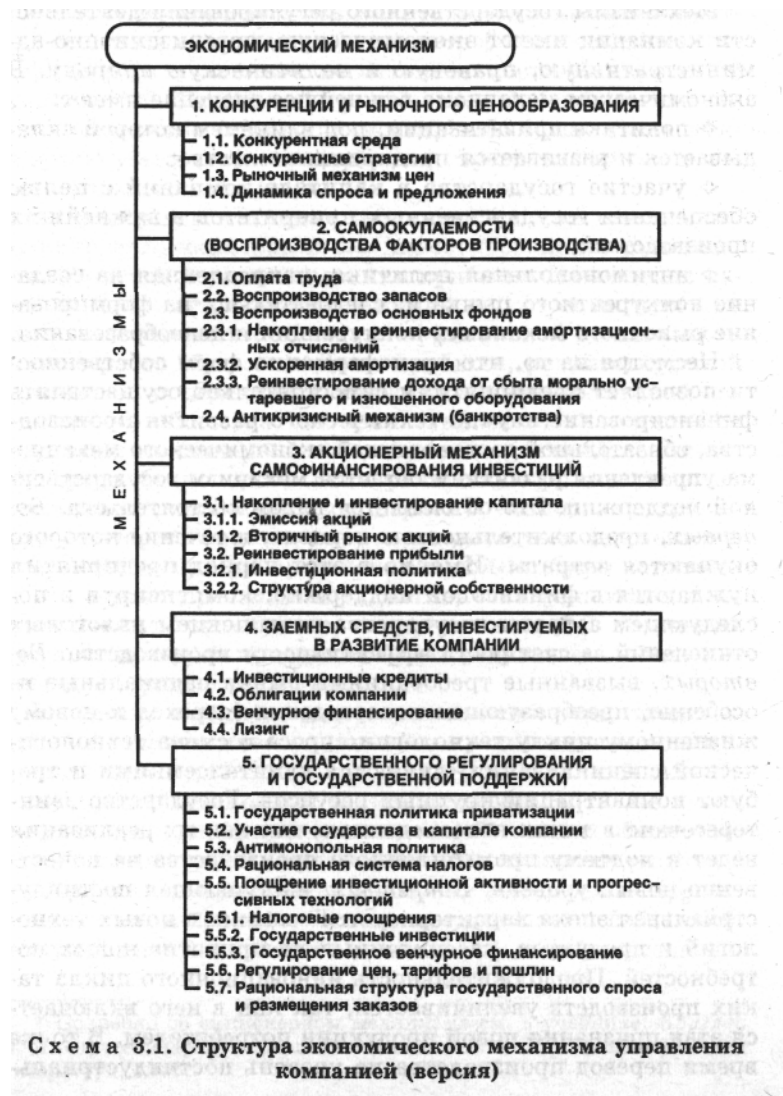 ЭКОНОМИЧЕСКИЙ МЕХАНИЗМ
МЕХАНИЗМЫ
1. КОНКУРЕНЦИИ И РЫНОЧНОГО ЦЕНООБРАЗОВАНИЯ
1.1. Конкурентная среда
1.2. Конкурентные стратегии
1.3. Рыночный механизм цен
1.4. Динамика спроса и предложения
2. САМООКУПАЕМОСТИ
(ВОСПРОИЗВОДСТВА ФАКТОРОВ ПРОИЗВОДСТВА)
2.1. Оплата труда
2.2. Воспроизводство запасов
2.3. Воспроизводство основных фондов
2.3.1. Накопление и реинвестирование амортизацион-
ных отчислений
2.3.2. Ускоренная амортизация
2.3.3. Реинвестирование дохода от сбыта морально ус-
таревшего и изношенного оборудования
2.4. Антикризисный механизм (банкротства)
3. АКЦИОНЕРНЫЙ МЕХАНИЗМ
САМОФИНАНСИРОВАНИЯ ИНВЕСТИЦИЙ
3.1. Накопление и инвестирование капитала
3.1.1. Эмиссия акций
3.1.2. Вторичный рынок акций
3.2. Реинвестирование прибыли
3.2.1. Инвестиционная политика
3.2.2. Структура акционерной собственности
4. ЗАЕМНЫХ СРЕДСТВ, ИНВЕСТИРУЕМЫХ
В РАЗВИТИЕ КОМПАНИИ
4.1. Инвестиционные кредиты
4.2. Облигации компании
4.3. Венчурное финансирование
4.4. Лизинг
5. ГОСУДАРСТВЕННОГО РЕГУЛИРОВАНИЯ
И ГОСУДАРСТВЕННОЙ ПОДДЕРЖКИ
5.1. Государственная политика приватизации
5.2. Участие государства в капитале компании
5.3. Антимонопольная политика
5.4. Рациональная система налогов
5.5. Поощрение инвестиционной активности и прогрес-
сивных технологий
5.5.1. Налоговые поощрения
5.5.2. Государственные инвестиции
5.5.3. Государственное венчурное финансирование
5.6. Регулирование цен, тарифов и пошлин
5.7. Рациональная структура государственного спроса
и размещения заказов
Схема 3.1. Структура экономического механизма управления
компанией (версия)